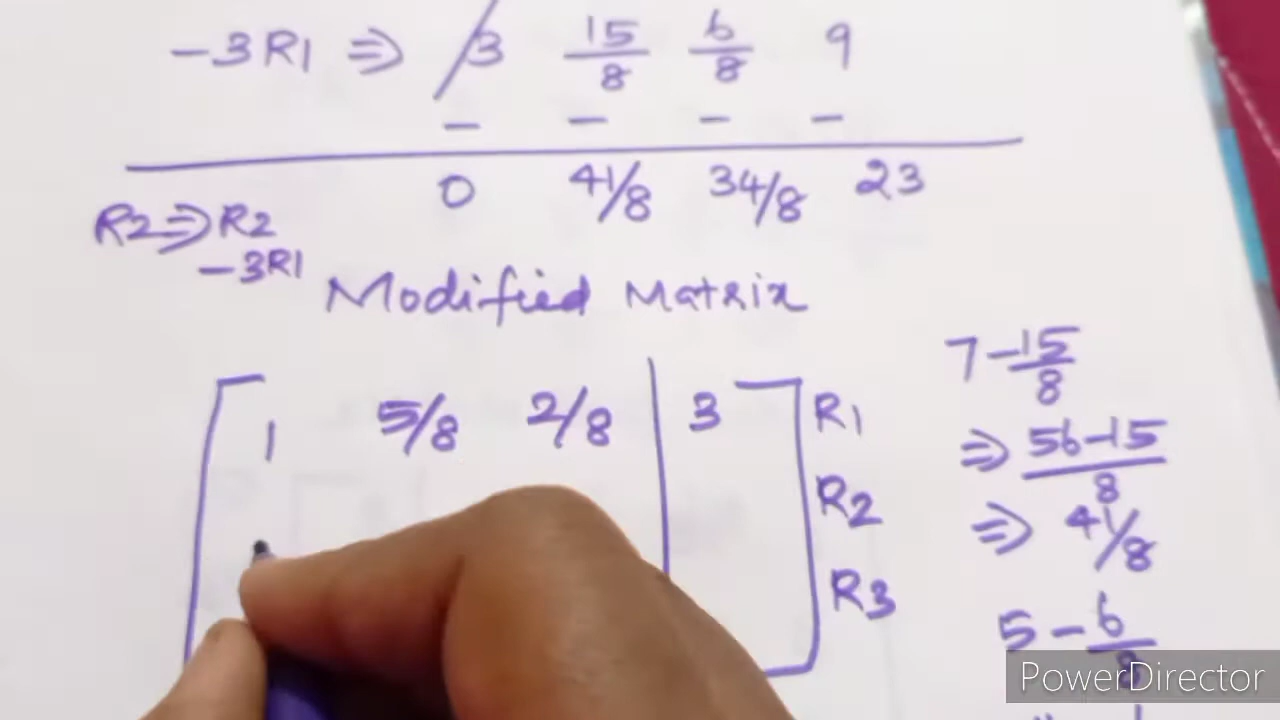 -3R1 ⇒ 3 15/8 6/8 9
- - - -
0 41/8 34/8 23
R2⇒R2
-3R1
Modified Matrix
1 5/8 2/8 3 R1
R2
R3
7-15/8
⇒ 56-15/8
⇒ 41/8
5-6/8
PowerDirector